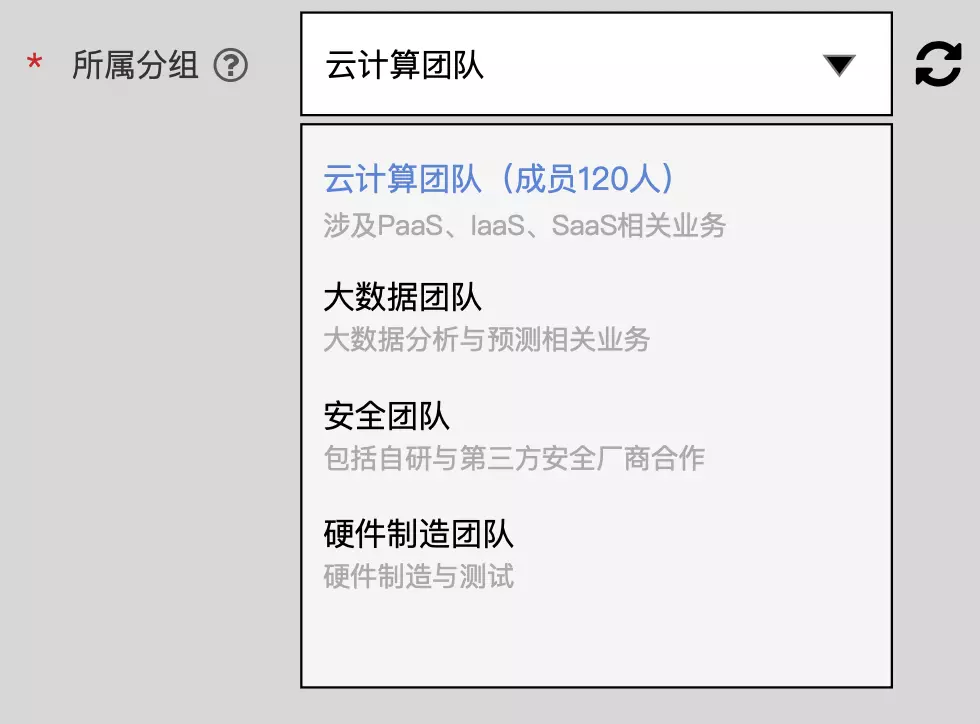 * 所属分组 ? 云计算团队
云计算团队（成员120人）
涉及PaaS、IaaS、SaaS相关业务
大数据团队
大数据分析与预测相关业务
安全团队
包括自研与第三方安全厂商合作
硬件制造团队
硬件制造与测试